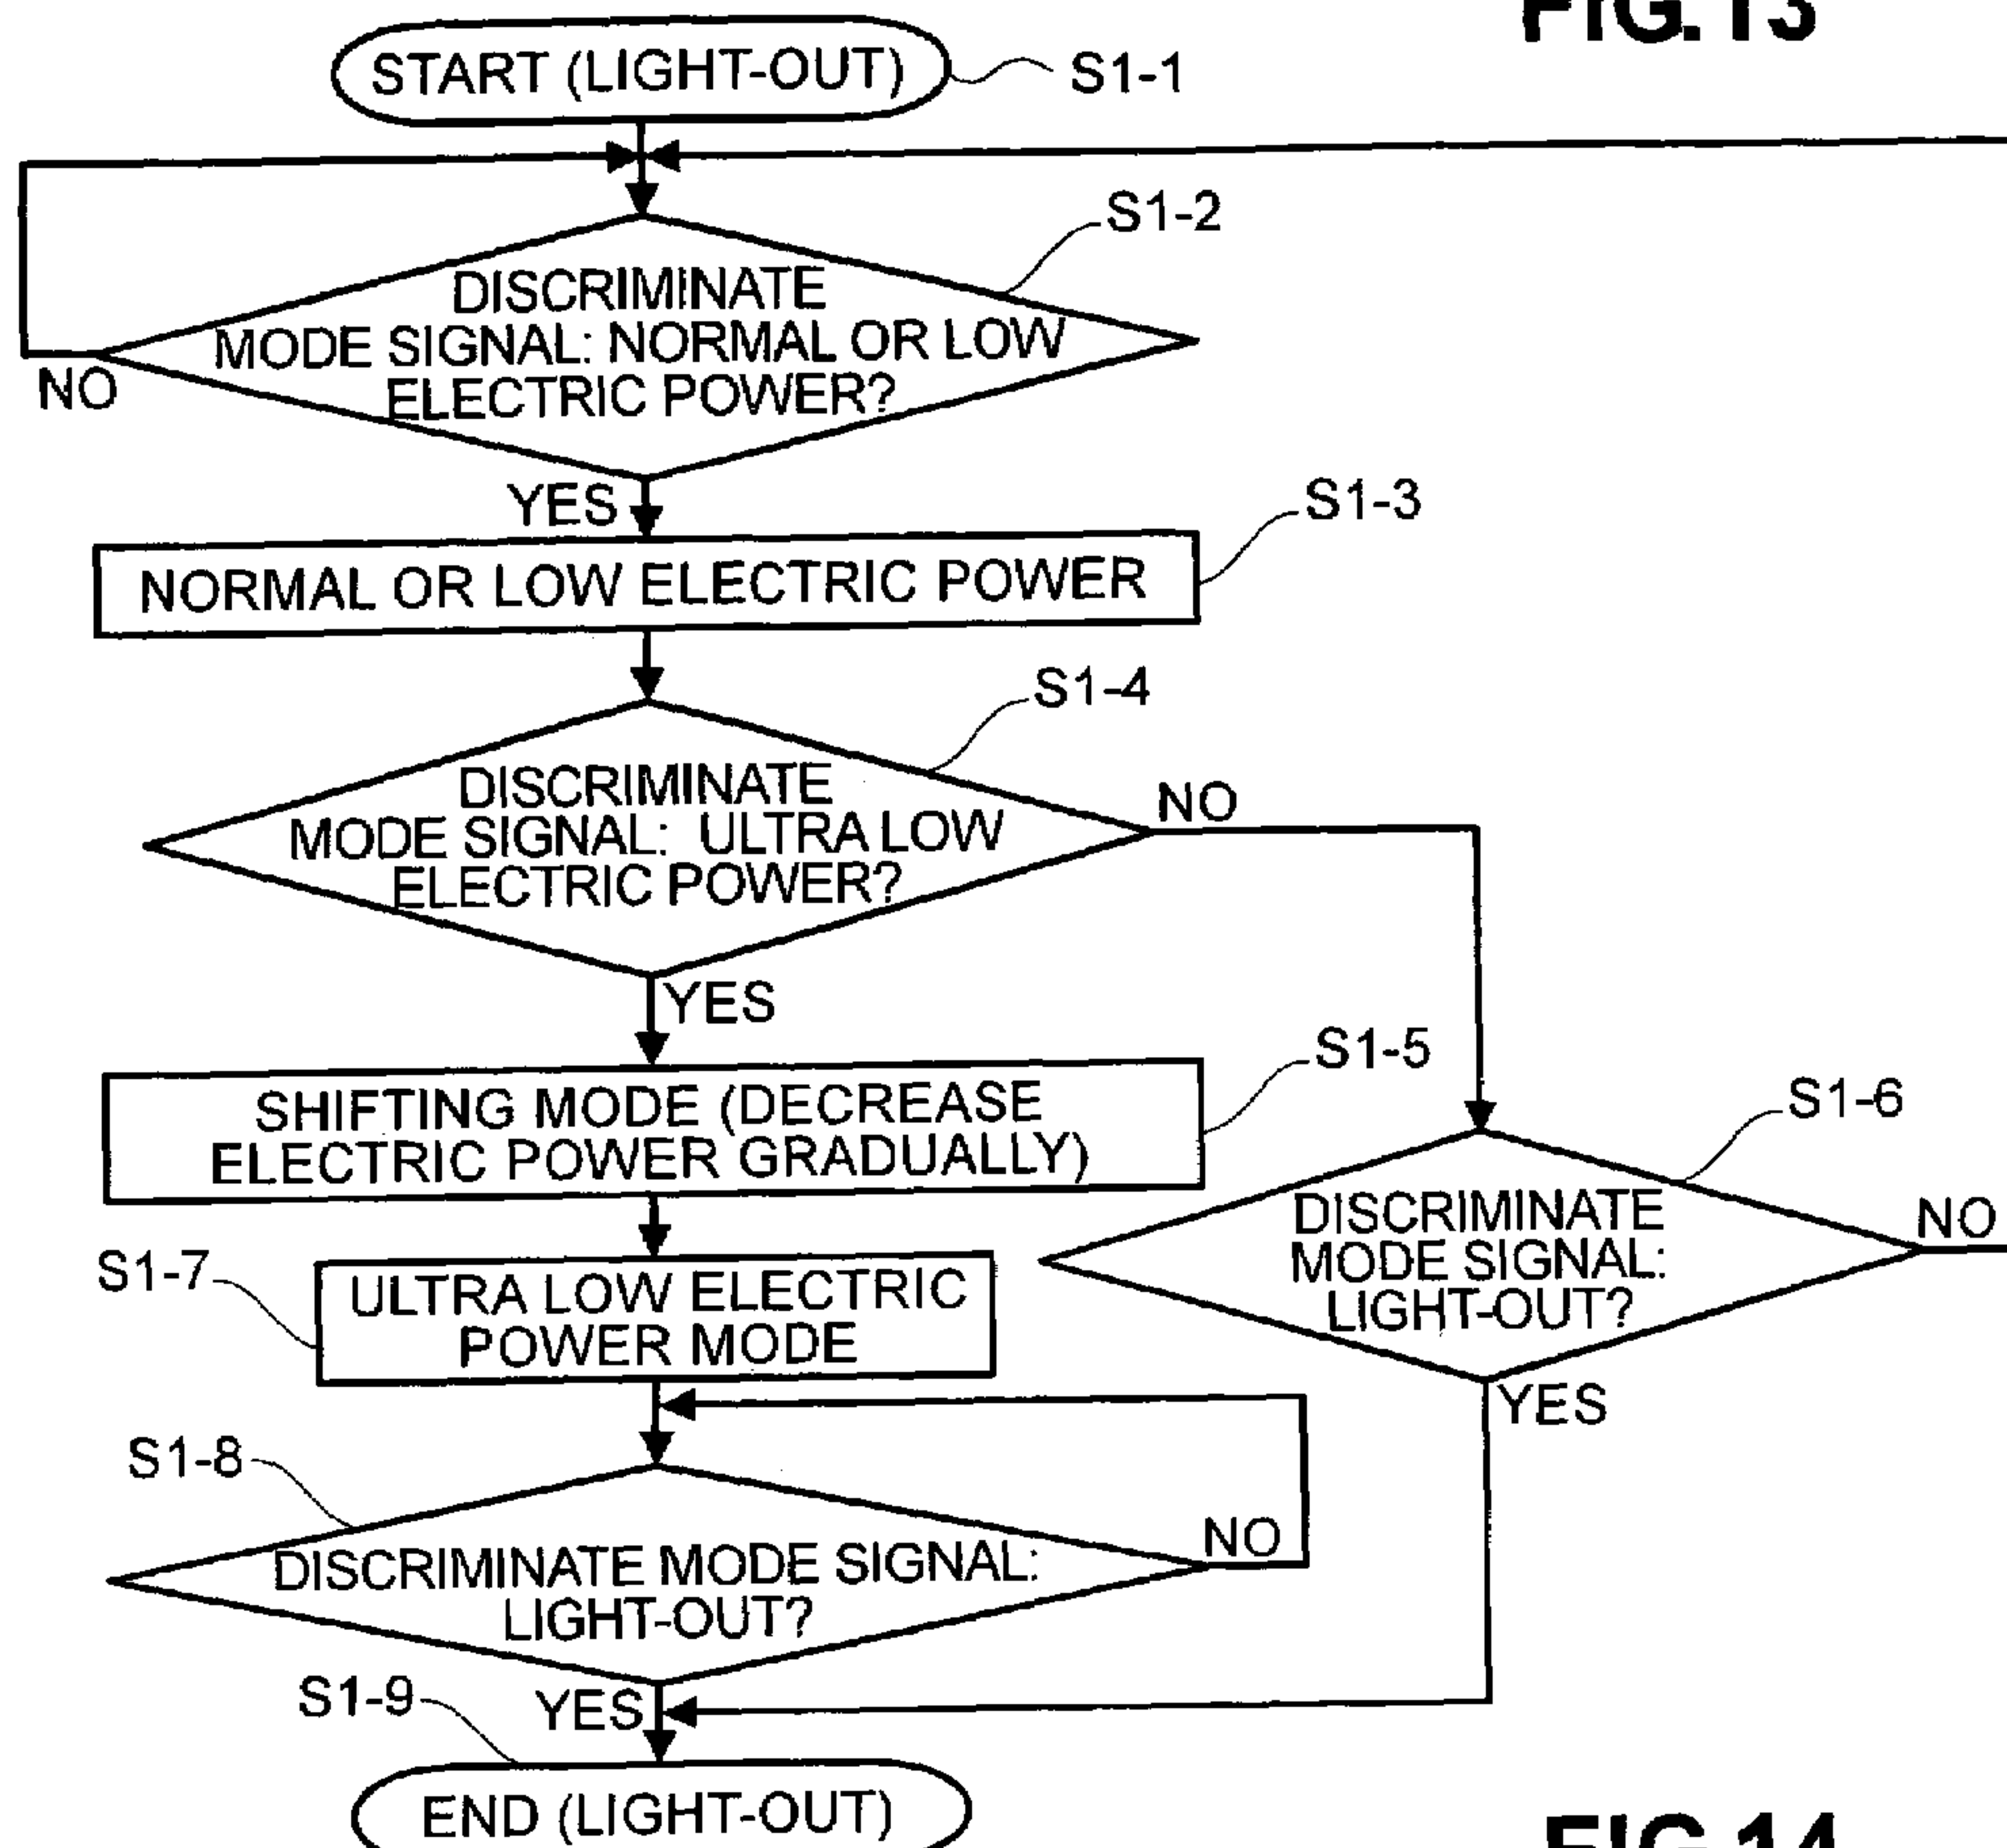 FIG.13
START (LIGHT-OUT)
S1-1
S1-2
DISCRIMINATE
MODE SIGNAL: NORMAL OR LOW
ELECTRIC POWER?
NO
YES
S1-3
NORMAL OR LOW ELECTRIC POWER
S1-4
DISCRIMINATE
MODE SIGNAL: ULTRA LOW
ELECTRIC POWER?
NO
YES
S1-5
SHIFTING MODE (DECREASE
ELECTRIC POWER GRADUALLY)
S1-6
DISCRIMINATE
MODE SIGNAL:
LIGHT-OUT?
NO
YES
S1-7
ULTRA LOW ELECTRIC
POWER MODE
S1-8
DISCRIMINATE MODE SIGNAL:
LIGHT-OUT?
NO
YES
S1-9
END (LIGHT-OUT)
FIG.14